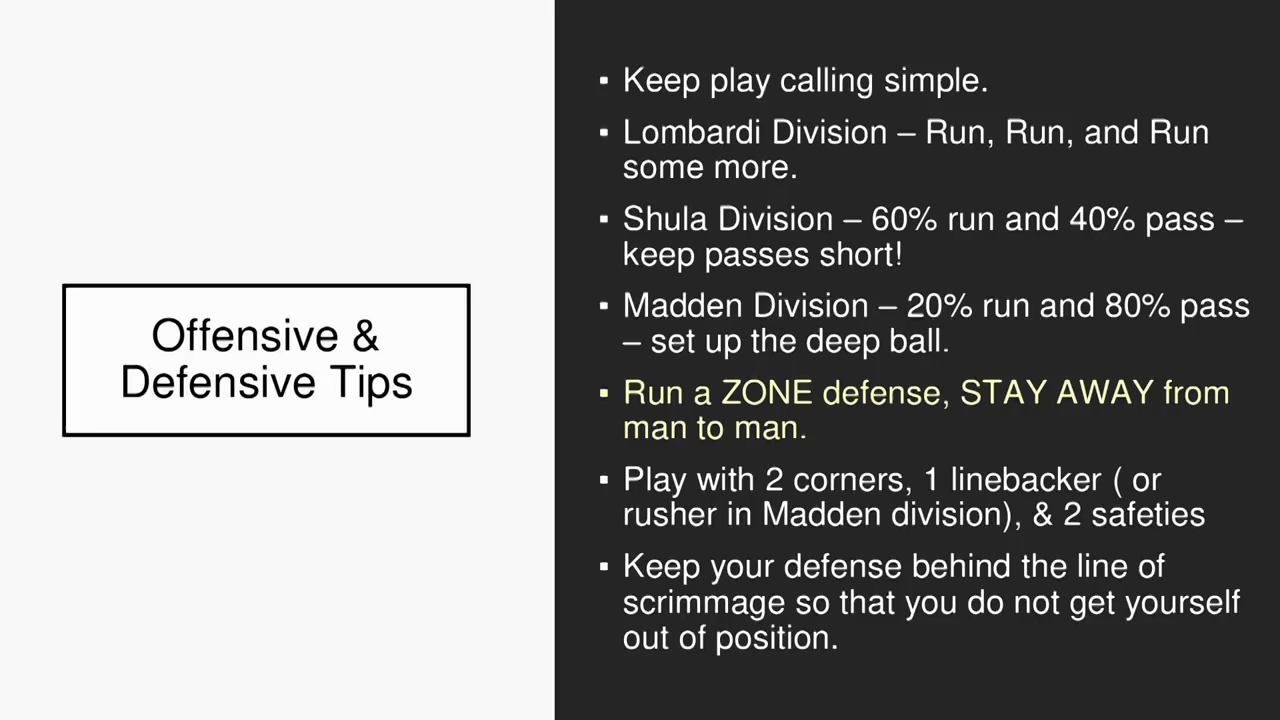 Offensive &
Defensive Tips
▪ Keep play calling simple.
▪ Lombardi Division – Run, Run, and Run
some more.
▪ Shula Division – 60% run and 40% pass –
keep passes short!
▪ Madden Division – 20% run and 80% pass
– set up the deep ball.
▪ Run a ZONE defense, STAY AWAY from
man to man.
▪ Play with 2 corners, 1 linebacker ( or
rusher in Madden division), & 2 safeties
▪ Keep your defense behind the line of
scrimmage so that you do not get yourself
out of position.